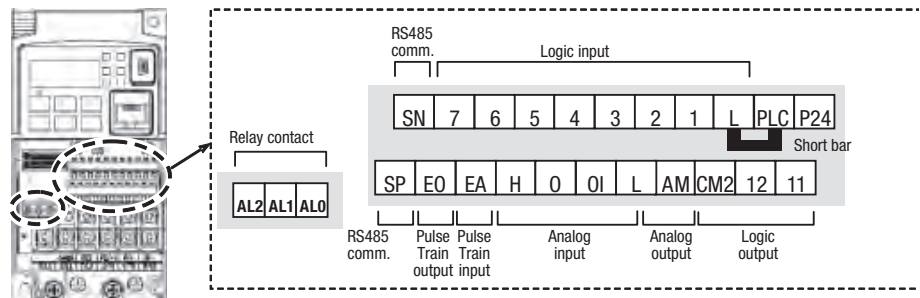 RS485
comm.
Logic input
SN 7 6 5 4 3 2 1 L PLC P24
Short bar
Relay contact
AL2 AL1 AL0
SP EO EA H O OI L AM CM2 12 11
RS485
comm.
Pulse
Train
output
Pulse
Train
input
Analog
input
Analog
output
Logic
output